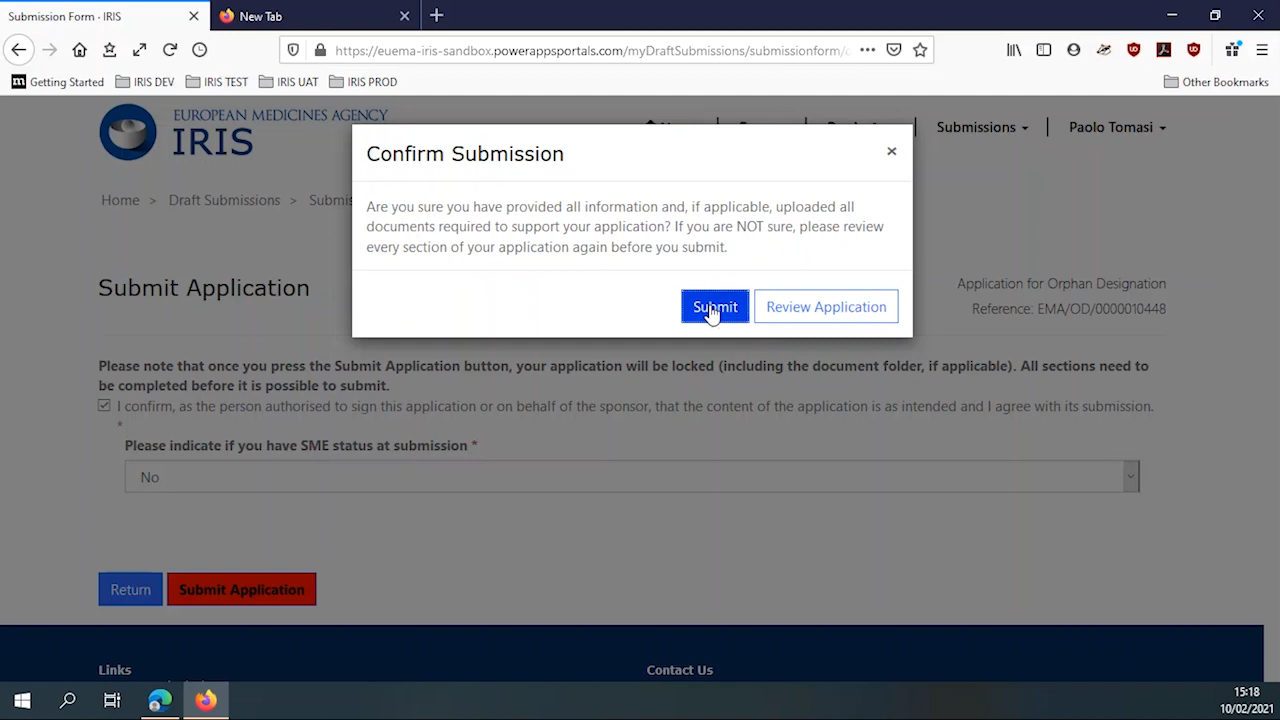 Submission Form - IRIS
New Tab
https://euema-iris-sandbox.powerappsportals.com/myDraftSubmissions/submissionform/
Getting Started
IRIS DEV
IRIS TEST
IRIS UAT
IRIS PROD
Other Bookmarks
EUROPEAN MEDICINES AGENCY
IRIS
Submissions
Paolo Tomasi
Home > Draft Submissions >
Confirm Submission
×
Are you sure you have provided all information and, if applicable, uploaded all
documents required to support your application? If you are NOT sure, please review
every section of your application again before you submit.
Submit
Review Application
Submit Application
Application for Orphan Designation
Reference: EMA/OD/0000010448
Please note that once you press the Submit Application button, your application will be locked (including the document folder, if applicable). All sections need to
be completed before it is possible to submit.
I confirm, as the person authorised to sign this application or on behalf of the sponsor, that the content of the application is as intended and I agree with its submission.
*
Please indicate if you have SME status at submission *
No
Return
Submit Application
Links
Contact Us
15:18
10/02/2021